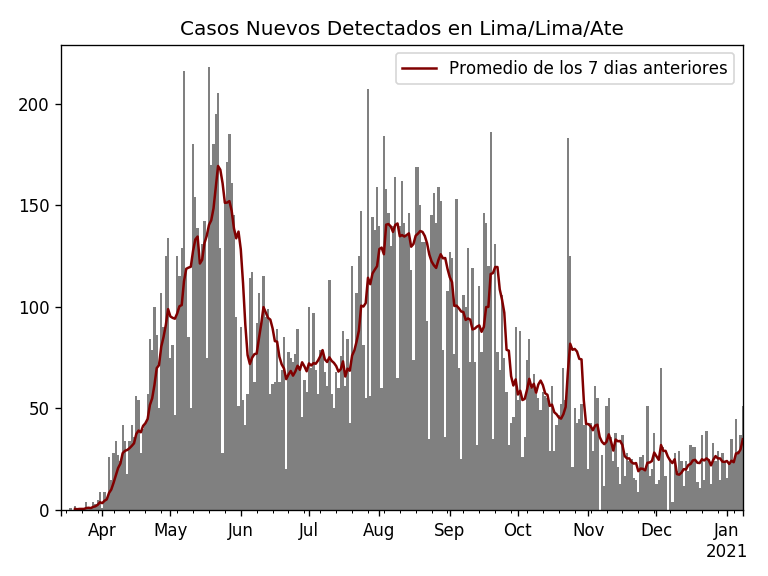 Casos Nuevos Detectados en Lima/Lima/Ate
Promedio de los 7 dias anteriores
200
150
100
50
0
Apr May Jun Jul Aug Sep Oct Nov Dec Jan
2021